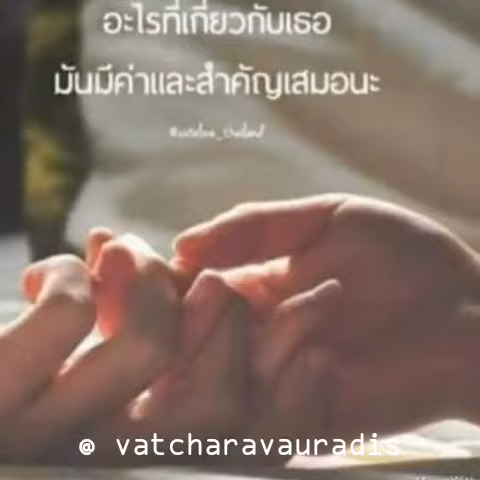 อะไรที่เกี่ยวกับเธอ
มันมีค่าและสำคัญเสมอนะ
@ vatcharavauradis